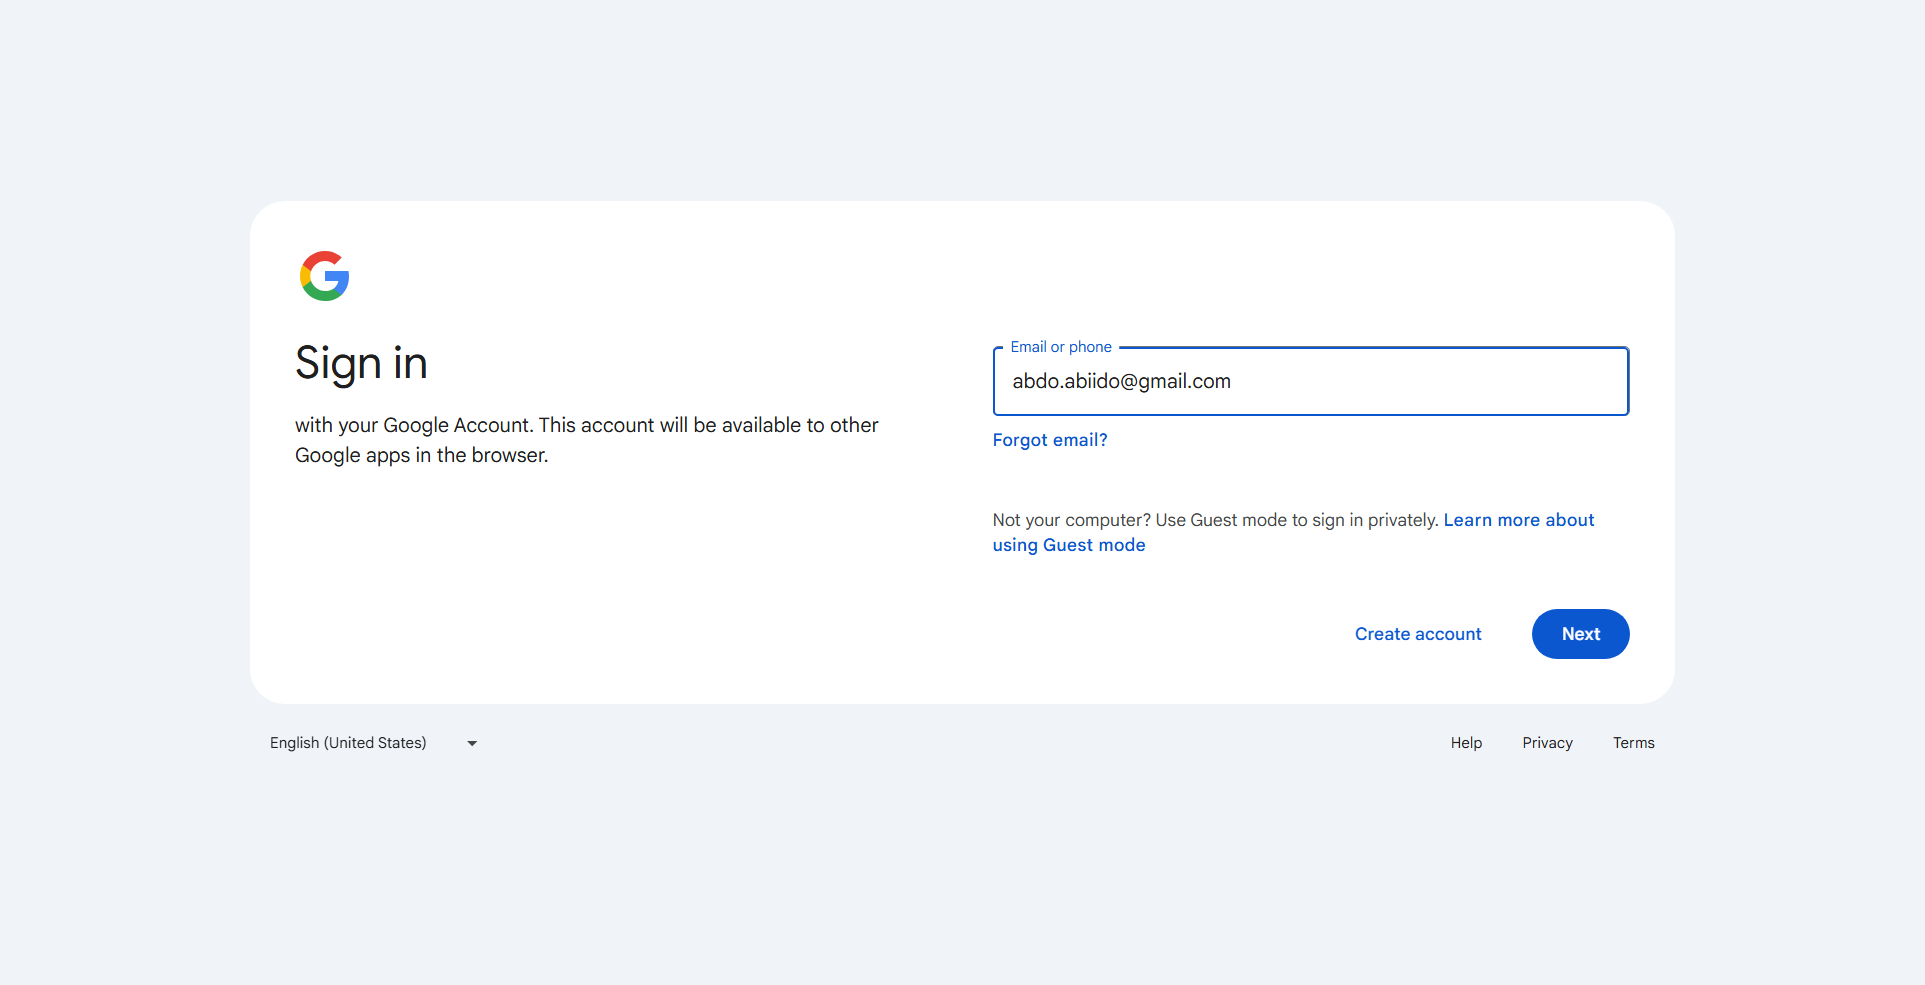 Sign in
with your Google Account. This account will be available to other
Google apps in the browser.
Email or phone
abdo.abiido@gmail.com
Forgot email?
Not your computer? Use Guest mode to sign in privately. Learn more about
using Guest mode
Create account
Next
English (United States)
Help
Privacy
Terms